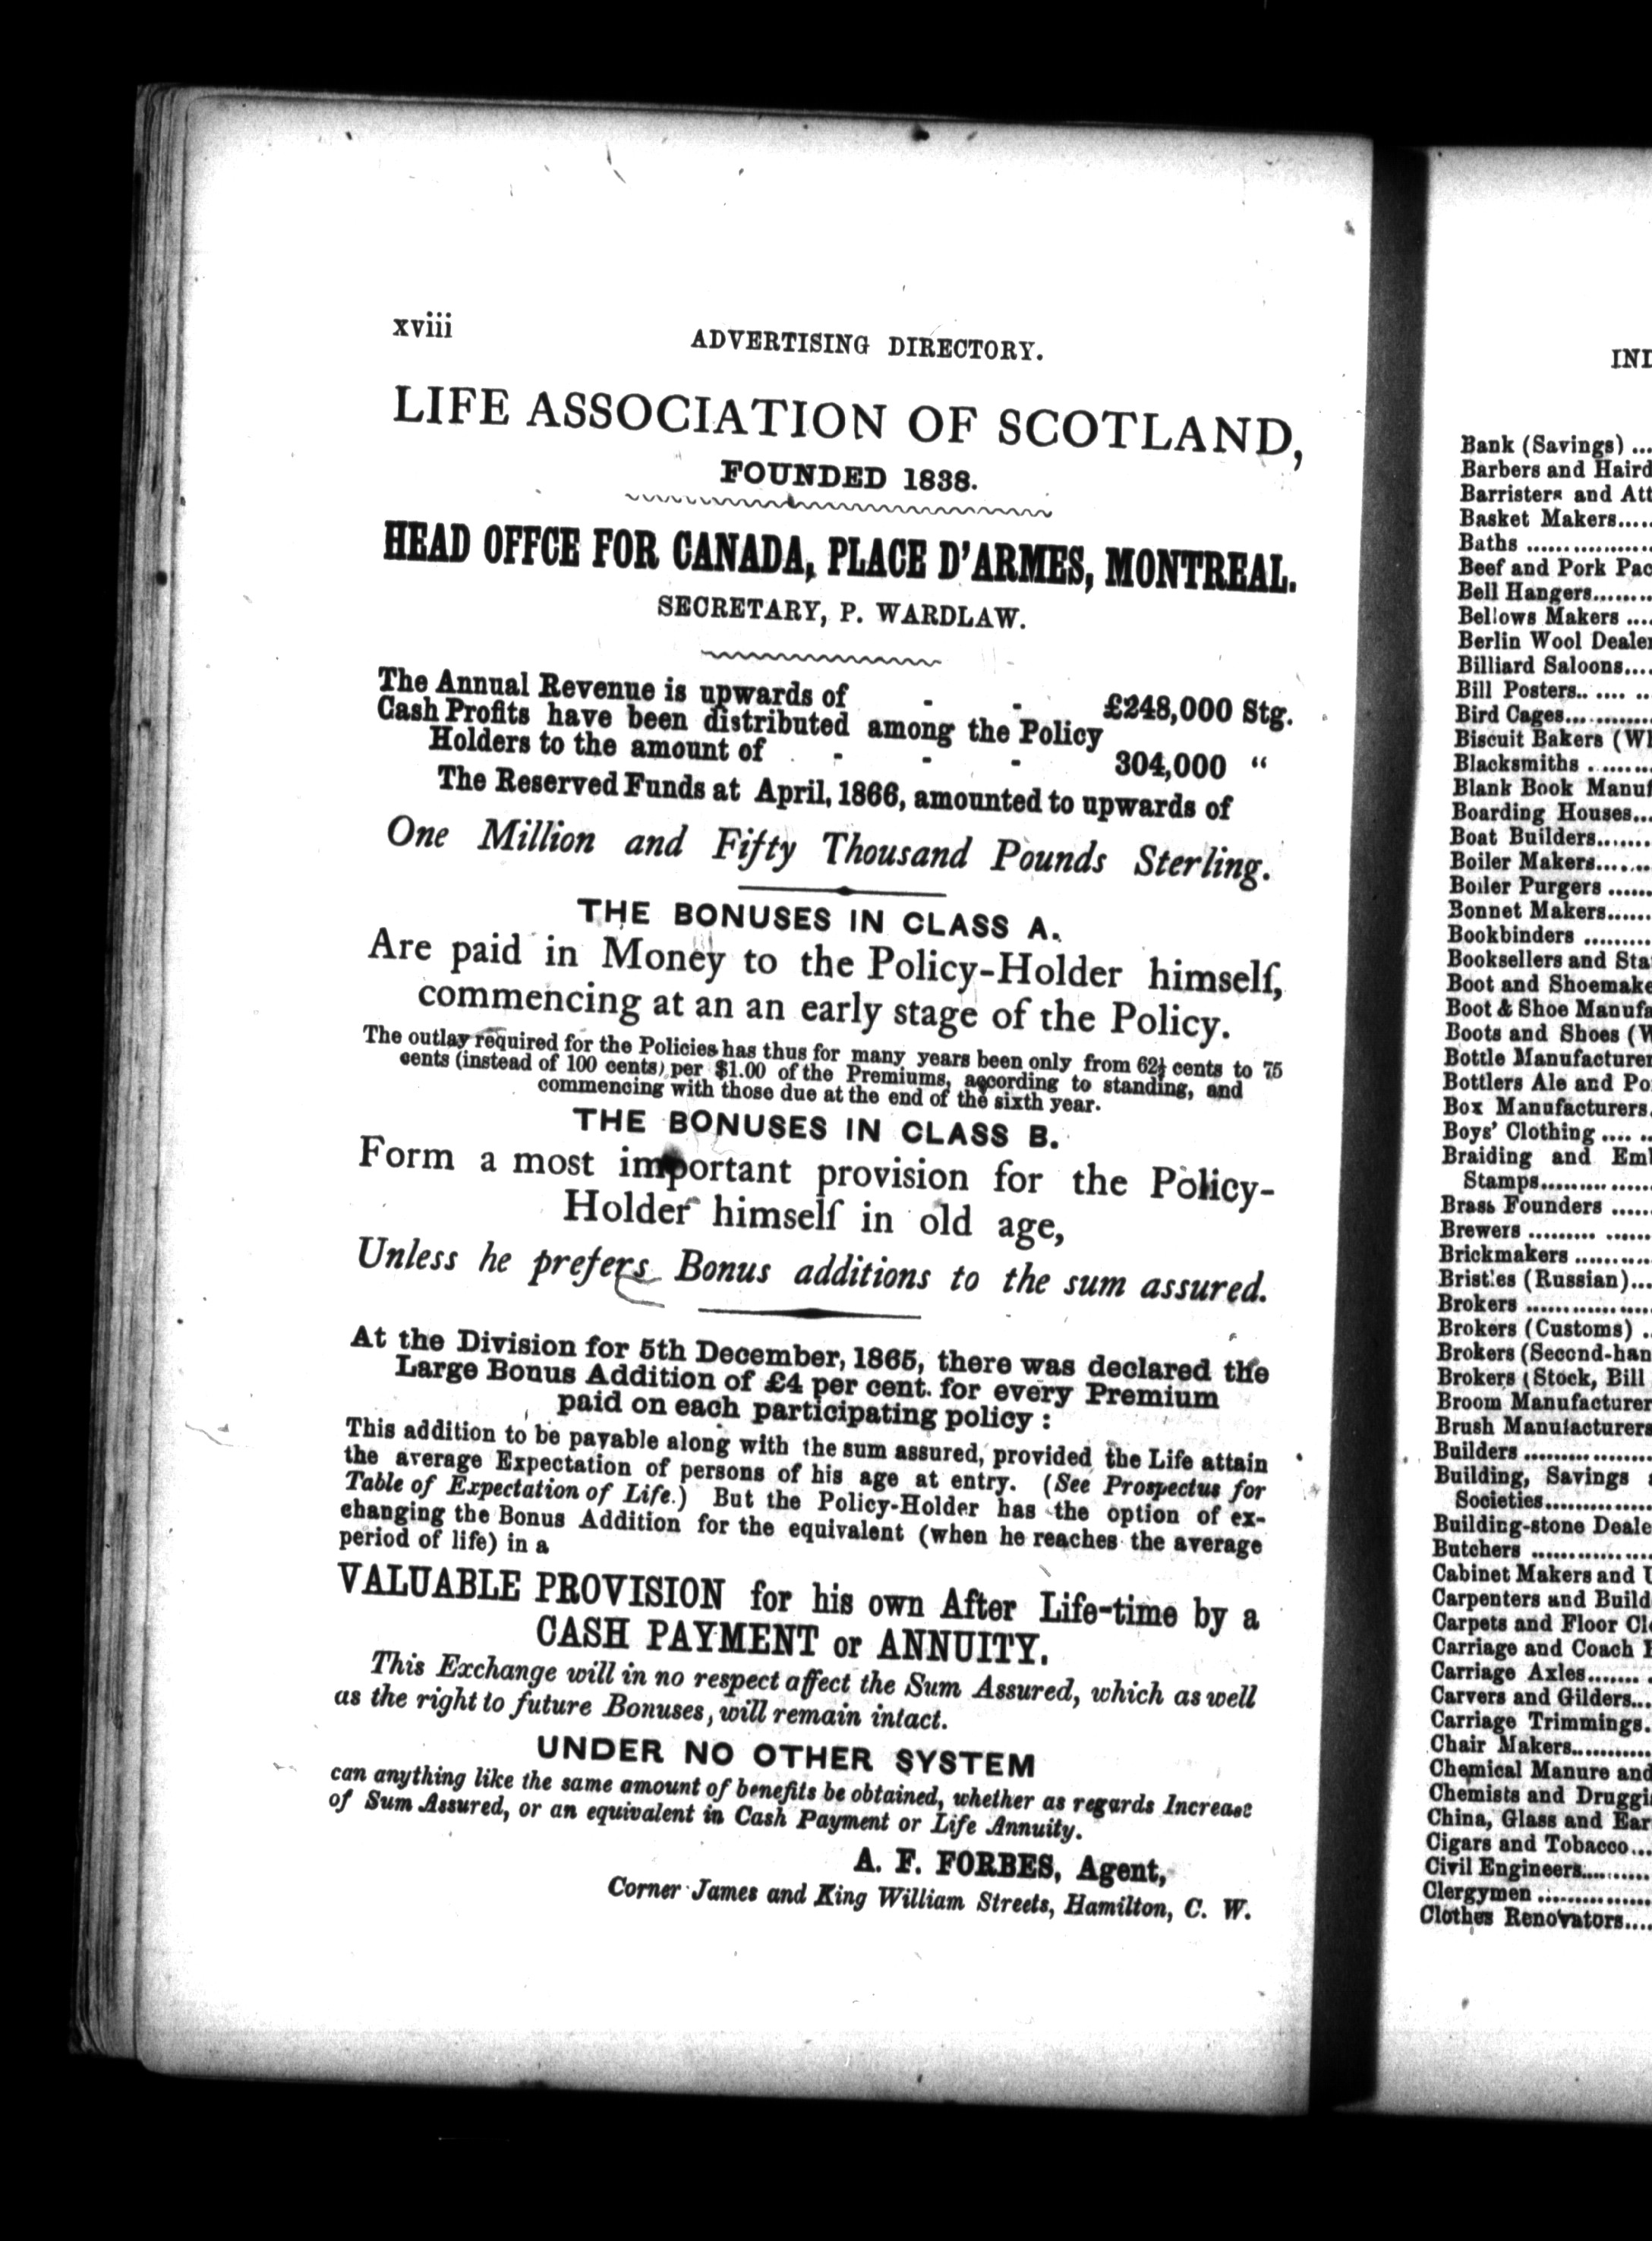 xviii
ADVERTISING DIRECTORY.
LIFE ASSOCIATION OF SCOTLAND,
FOUNDED 1838.
HEAD OFFCE FOR CANADA, PLACE D'ARMES, MONTREAL.
SECRETARY, P. WARDLAW.
The Annual Revenue is upwards of - - £248,000 Stg.
Cash Profits have been distributed among the Policy
Holders to the amount of - - - 304,000 “
The Reserved Funds at April, 1866, amounted to upwards of
One Million and Fifty Thousand Pounds Sterling.
THE BONUSES IN CLASS A.
Are paid in Money to the Policy-Holder himself,
commencing at an an early stage of the Policy.
The outlay required for the Policies has thus for many years been only from 62½ cents to 75
cents (instead of 100 cents) per $1.00 of the Premiums, according to standing, and
commencing with those due at the end of the sixth year.
THE BONUSES IN CLASS B.
Form a most important provision for the Policy-
Holder himself in old age,
Unless he prefers Bonus additions to the sum assured.
At the Division for 5th December, 1865, there was declared the
Large Bonus Addition of £4 per cent. for every Premium
paid on each participating policy :
This addition to be payable along with the sum assured, provided the Life attain
the average Expectation of persons of his age at entry. (See Prospectus for
Table of Expectation of Life.) But the Policy-Holder has the option of ex-
changing the Bonus Addition for the equivalent (when he reaches the average
period of life) in a
VALUABLE PROVISION for his own After Life-time by a
CASH PAYMENT or ANNUITY.
This Exchange will in no respect affect the Sum Assured, which as well
as the right to future Bonuses, will remain intact.
UNDER NO OTHER SYSTEM
can anything like the same amount of benefits be obtained, whether as regards Increase
of Sum Assured, or an equivalent in Cash Payment or Life Annuity.
A. F. FORBES, Agent,
Corner James and King William Streets, Hamilton, C. W.
Bank (Savings) ...
Barbers and Haird
Barristers and Att
Basket Makers.....
Baths ................
Beef and Pork Pac
Bell Hangers........
Bellows Makers ....
Berlin Wool Dealer
Billiard Saloons....
Bill Posters.. .... ..
Bird Cages............
Biscuit Bakers (Wh
Blacksmiths ........
Blank Book Manuf
Boarding Houses...
Boat Builders.......
Boiler Makers.......
Boiler Purgers ......
Bonnet Makers......
Bookbinders .........
Booksellers and Sta
Boot and Shoemake
Boot & Shoe Manufa
Boots and Shoes (W
Bottle Manufacturer
Bottlers Ale and Po
Box Manufacturers.
Boys' Clothing .... ..
Braiding and Emb
Stamps...............
Brass Founders ......
Brewers ......... ......
Brickmakers ..........
Bristles (Russian)...
Brokers ................
Brokers (Customs) ..
Brokers (Second-han
Brokers (Stock, Bill
Broom Manufacturer
Brush Manufacturers
Builders ................
Building, Savings
Societies..............
Building-stone Deale
Butchers ...............
Cabinet Makers and U
Carpenters and Build
Carpets and Floor Clo
Carriage and Coach
Carriage Axles........
Carvers and Gilders...
Carriage Trimmings.
Chair Makers...........
Chemical Manure and
Chemists and Druggi
China, Glass and Ear
Cigars and Tobacco...
Civil Engineers.........
Clergymen ...............
Clothes Renovators....